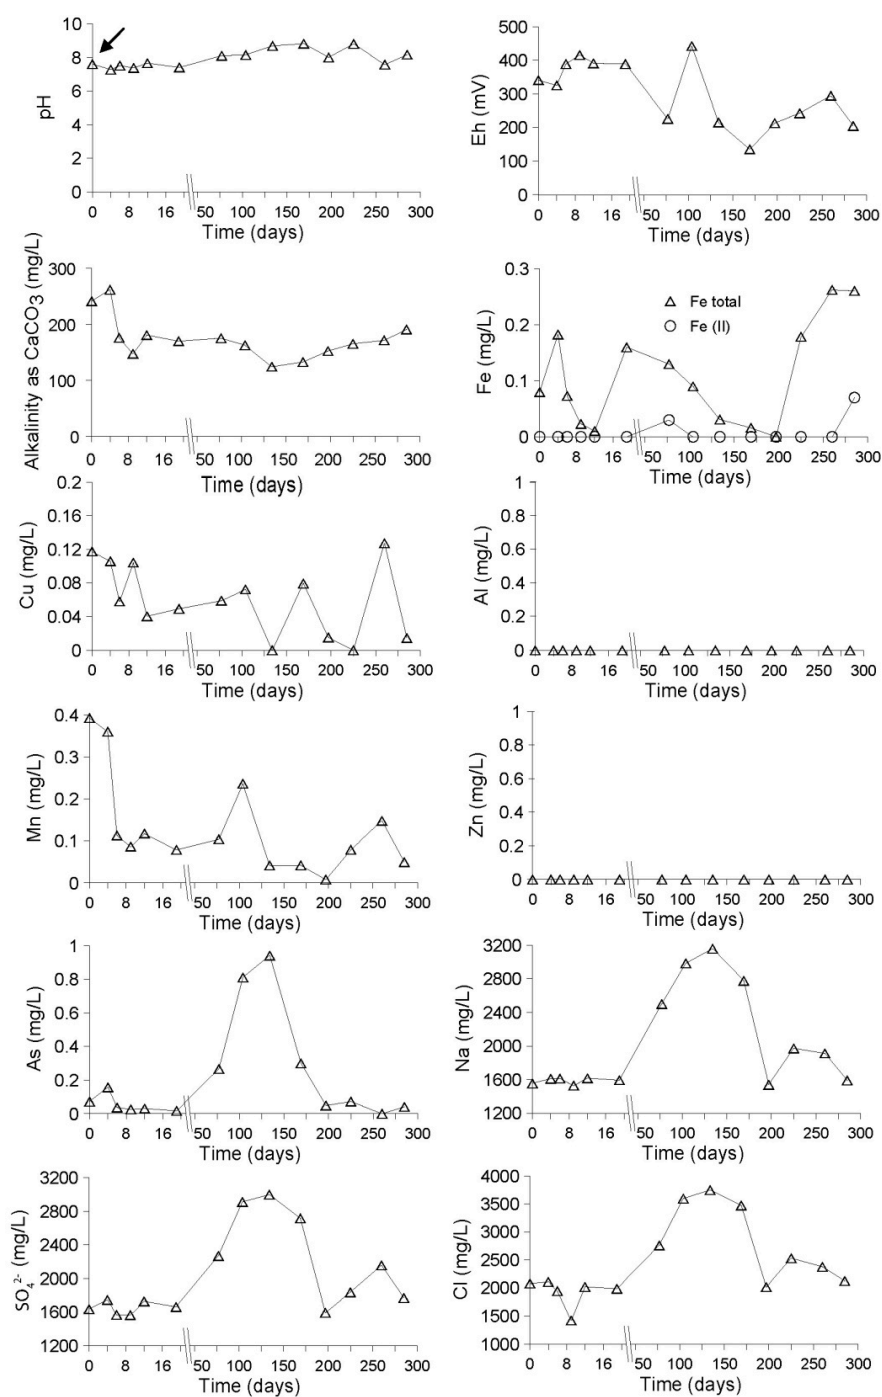 10
8
6
4
2
0
pH
0 8 16 50 100 150 200 250 300
Time (days)
500
400
300
200
100
0
Eh (mV)
0 8 16 50 100 150 200 250 300
Time (days)
300
200
100
0
Alkalinity as CaCO3 (mg/L)
0 8 16 50 100 150 200 250 300
Time (days)
0.3
0.2
0.1
0
Fe (mg/L)
Fe total
Fe (II)
0 8 16 50 100 150 200 250 300
Time (days)
0.2
0.16
0.12
0.08
0.04
0
Cu (mg/L)
0 8 16 50 100 150 200 250 300
Time (days)
1
0.8
0.6
0.4
0.2
0
Al (mg/L)
0 8 16 50 100 150 200 250 300
Time (days)
0.4
0.3
0.2
0.1
0
Mn (mg/L)
0 8 16 50 100 150 200 250 300
Time (days)
1
0.8
0.6
0.4
0.2
0
Zn (mg/L)
0 8 16 50 100 150 200 250 300
Time (days)
1
0.8
0.6
0.4
0.2
0
As (mg/L)
0 8 16 50 100 150 200 250 300
Time (days)
3200
2800
2400
2000
1600
1200
Na (mg/L)
0 8 16 50 100 150 200 250 300
Time (days)
3200
2800
2400
2000
1600
1200
SO₄²⁻ (mg/L)
0 8 16 50 100 150 200 250 300
Time (days)
4000
3500
3000
2500
2000
1500
1000
Cl (mg/L)
0 8 16 50 100 150 200 250 300
Time (days)